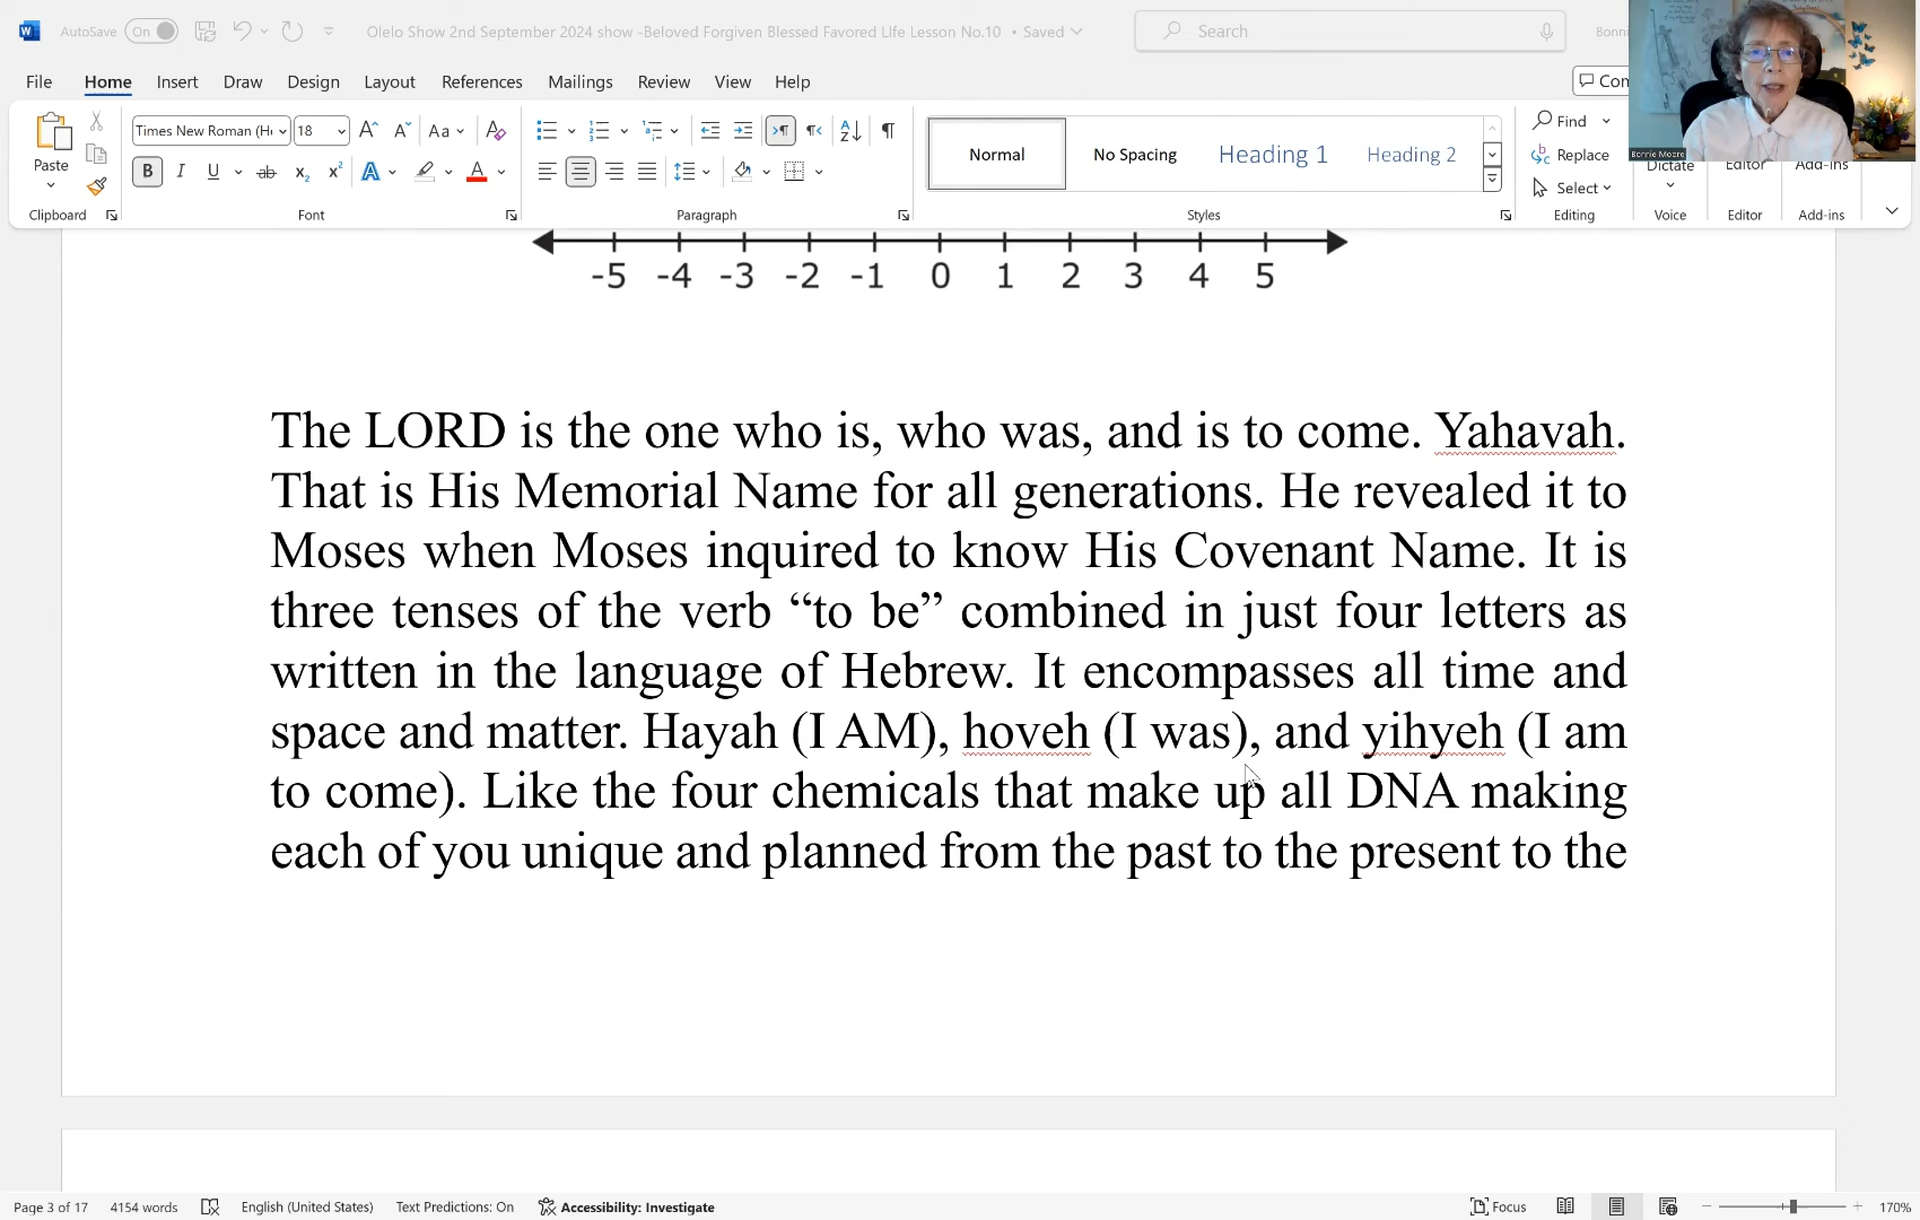 AutoSave On Olelo Show 2nd September 2024 show -Beloved Forgiven Blessed Favored LIfe Lesson No.10 • Saved Search Bonni
File Home Insert Draw Design Layout References Mailings Review View Help Com
Paste Times New Roman (He 18 Normal No Spacing Heading 1 Heading 2 Find Replace Select Dictate Editor Add-ins
Clipboard Font Paragraph Styles Editing Voice Editor Add-ins
Bonnie Moore
-5 -4 -3 -2 -1 0 1 2 3 4 5
The LORD is the one who is, who was, and is to come. Yahavah.
That is His Memorial Name for all generations. He revealed it to
Moses when Moses inquired to know His Covenant Name. It is
three tenses of the verb “to be” combined in just four letters as
written in the language of Hebrew. It encompasses all time and
space and matter. Hayah (I AM), hoveh (I was), and yihyeh (I am
to come). Like the four chemicals that make up all DNA making
each of you unique and planned from the past to the present to the
Page 3 of 17 4154 words English (United States) Text Predictions: On Accessibility: Investigate Focus 170%